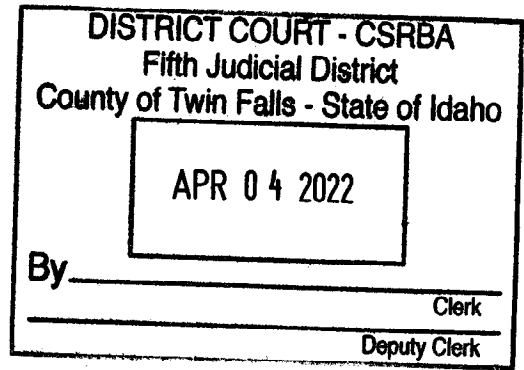 DISTRICT COURT - CSRBA
Fifth Judicial District
County of Twin Falls - State of Idaho
APR 04 2022
By
Clerk
Deputy Clerk